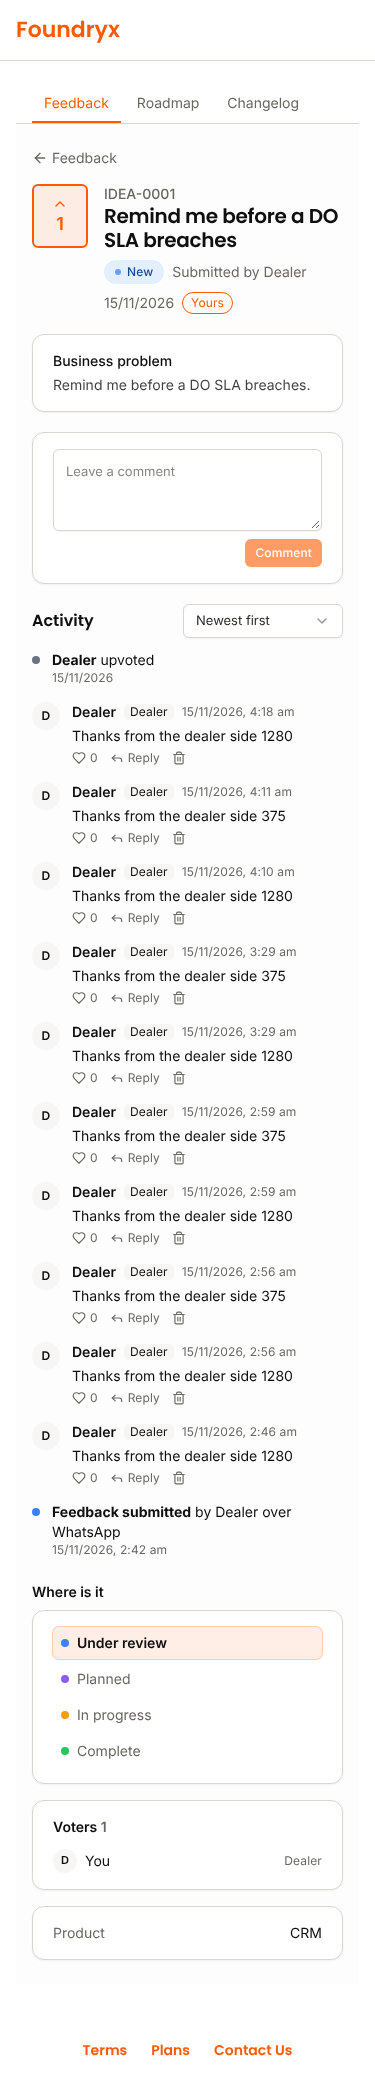 Foundryx
Feedback Roadmap Changelog
Feedback
1
IDEA-0001
Remind me before a DO
SLA breaches
New Submitted by Dealer
15/11/2026 Yours
Business problem
Remind me before a DO SLA breaches.
Leave a comment
Comment
Activity Newest first
Dealer upvoted
15/11/2026
D Dealer Dealer 15/11/2026, 4:18 am
Thanks from the dealer side 1280
0 Reply
D Dealer Dealer 15/11/2026, 4:11 am
Thanks from the dealer side 375
0 Reply
D Dealer Dealer 15/11/2026, 4:10 am
Thanks from the dealer side 1280
0 Reply
D Dealer Dealer 15/11/2026, 3:29 am
Thanks from the dealer side 375
0 Reply
D Dealer Dealer 15/11/2026, 3:29 am
Thanks from the dealer side 1280
0 Reply
D Dealer Dealer 15/11/2026, 2:59 am
Thanks from the dealer side 375
0 Reply
D Dealer Dealer 15/11/2026, 2:59 am
Thanks from the dealer side 1280
0 Reply
D Dealer Dealer 15/11/2026, 2:56 am
Thanks from the dealer side 375
0 Reply
D Dealer Dealer 15/11/2026, 2:56 am
Thanks from the dealer side 1280
0 Reply
D Dealer Dealer 15/11/2026, 2:46 am
Thanks from the dealer side 1280
0 Reply
Feedback submitted by Dealer over
WhatsApp
15/11/2026, 2:42 am
Where is it
Under review
Planned
In progress
Complete
Voters 1
D You Dealer
Product CRM
Terms Plans Contact Us